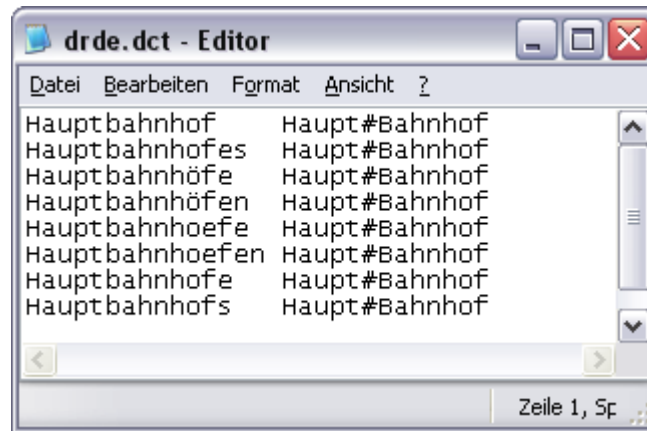 drde.dct - Editor
Datei Bearbeiten Format Ansicht ?
Hauptbahnhof Haupt#Bahnhof
Hauptbahnhofes Haupt#Bahnhof
Hauptbahnhöfe Haupt#Bahnhof
Hauptbahnhöfen Haupt#Bahnhof
Hauptbahnhoefe Haupt#Bahnhof
Hauptbahnhoefen Haupt#Bahnhof
Hauptbahnhofe Haupt#Bahnhof
Hauptbahnhofs Haupt#Bahnhof
Zeile 1, Sp